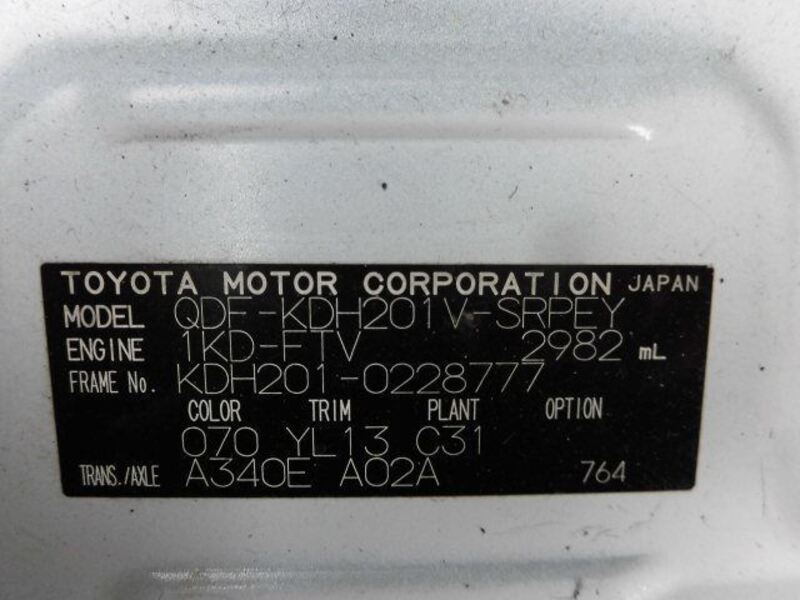 TOYOTA MOTOR CORPORATION JAPAN
MODEL QDF-KDH201V-SRPEY
ENGINE 1KD-FTV 2982 mL
FRAME No. KDH201-0228777
COLOR TRIM PLANT OPTION
070 YL13 C31
TRANS./AXLE A340E A02A 764